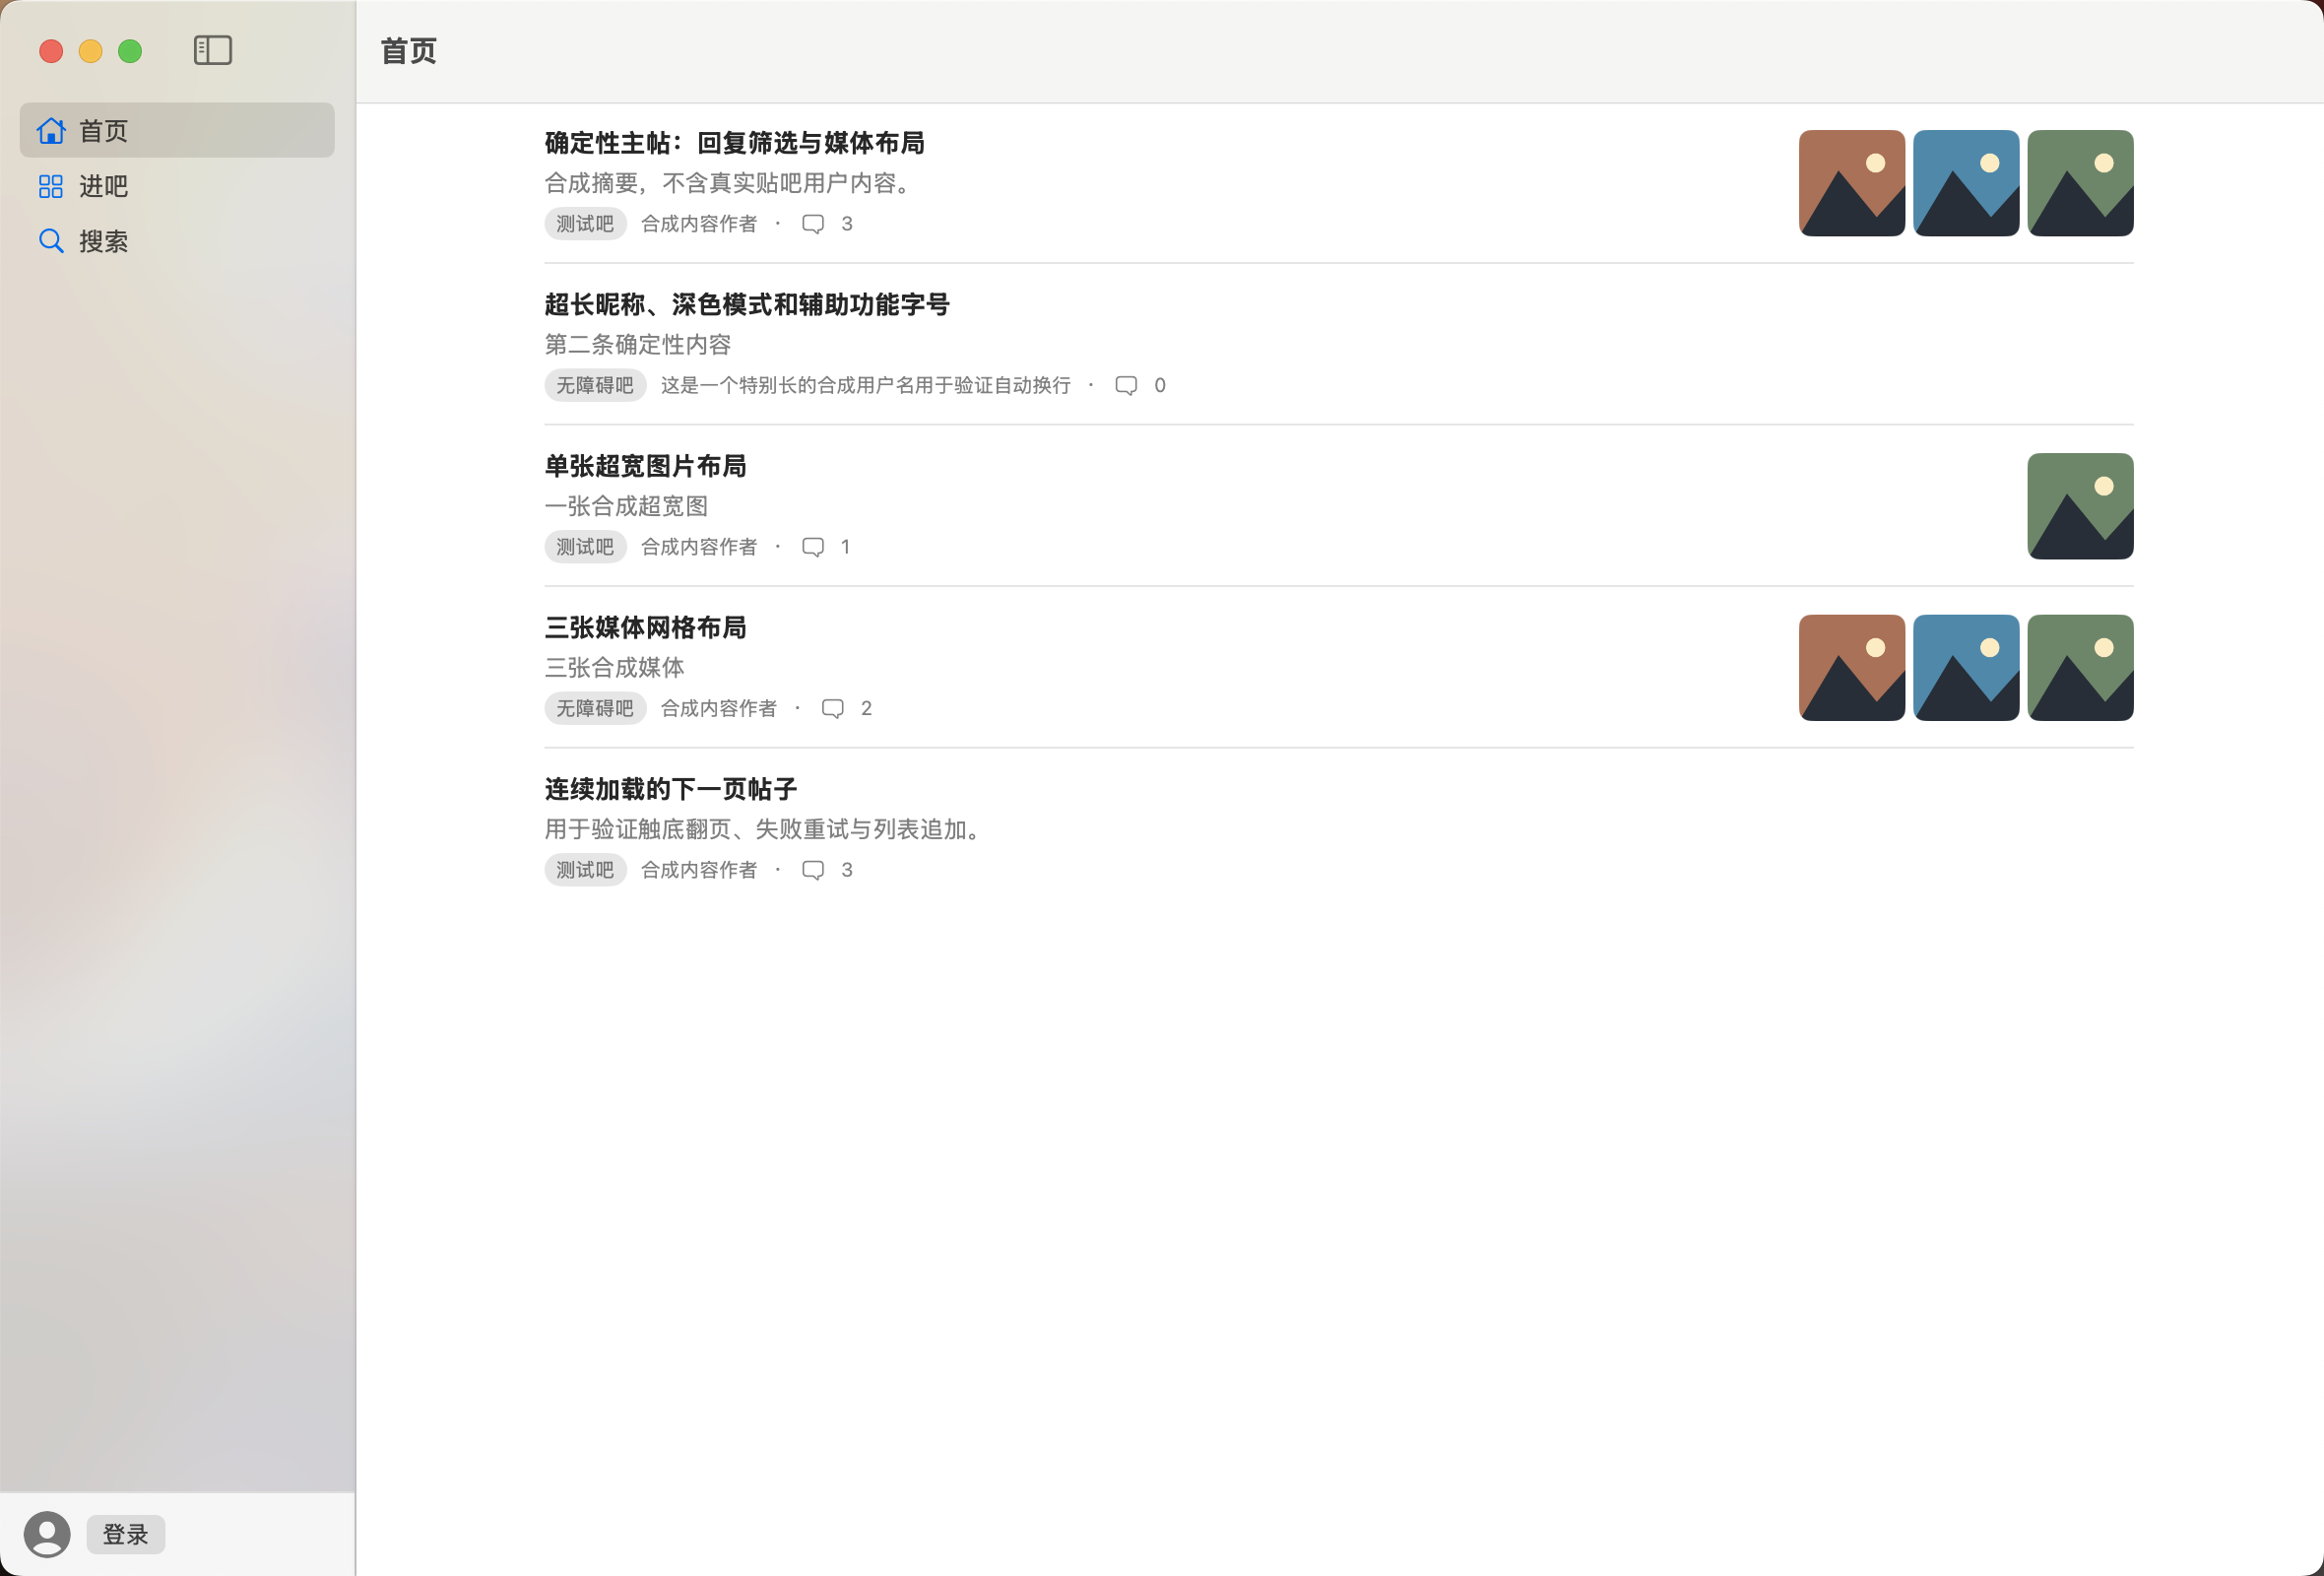 首页
首页
进吧
搜索
确定性主帖：回复筛选与媒体布局
合成摘要，不含真实贴吧用户内容。
测试吧 合成内容作者 · 3
超长昵称、深色模式和辅助功能字号
第二条确定性内容
无障碍吧 这是一个特别长的合成用户名用于验证自动换行 · 0
单张超宽图片布局
一张合成超宽图
测试吧 合成内容作者 · 1
三张媒体网格布局
三张合成媒体
无障碍吧 合成内容作者 · 2
连续加载的下一页帖子
用于验证触底翻页、失败重试与列表追加。
测试吧 合成内容作者 · 3
登录